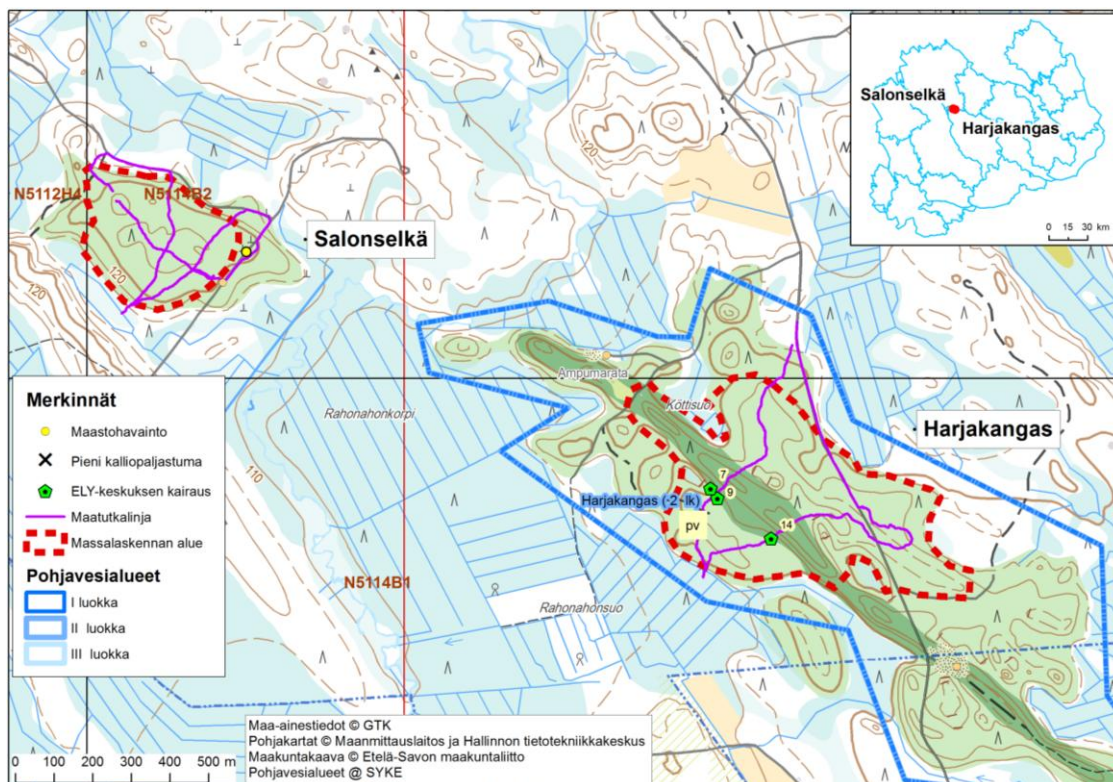 Salonselkä
Harjakangas
0 15 30 km
N5112H4
N5114B2
Salonselkä
120
120
120
120
110
Ampumarata
Rahonahonkorpi
Köttisuo
Harjakangas
7
9
Harjakangas (-2-lk)
pv
14
N5114B1
Rahonahonsuo
Merkinnät
Maastohavainto
Pieni kalliopaljastuma
ELY-keskuksen kairaus
Maatutkalinja
Massalaskennan alue
Pohjavesialueet
I luokka
II luokka
III luokka
0 100 200 300 400 500 m
Maa-ainestiedot © GTK
Pohjakartat © Maanmittauslaitos ja Hallinnon tietotekniikkakeskus
Maakuntakaava © Etelä-Savon maakuntaliitto
Pohjavesialueet @ SYKE